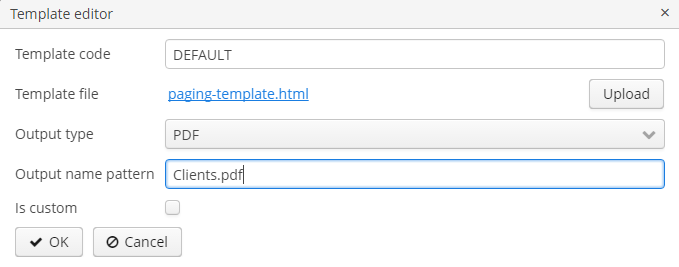 Template editor ×
Template code DEFAULT
Template file paging-template.html Upload
Output type PDF
Output name pattern Clients.pdf
Is custom
OK Cancel